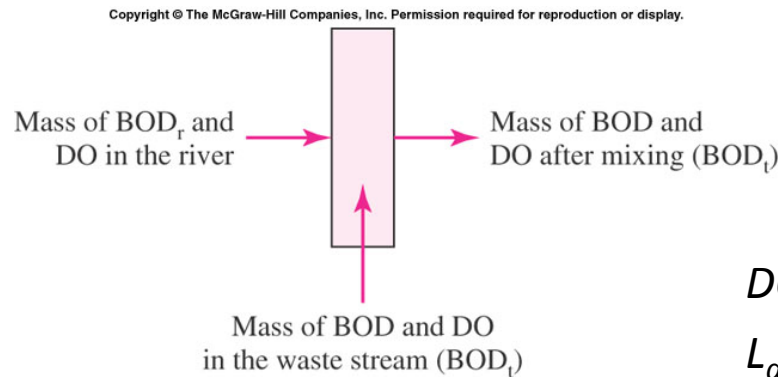 Copyright © The McGraw-Hill Companies, Inc. Permission required for reproduction or display.
Mass of BODᵣ and
DO in the river
Mass of BOD and
DO after mixing (BODₜ)
Mass of BOD and DO
in the waste stream (BODₜ)